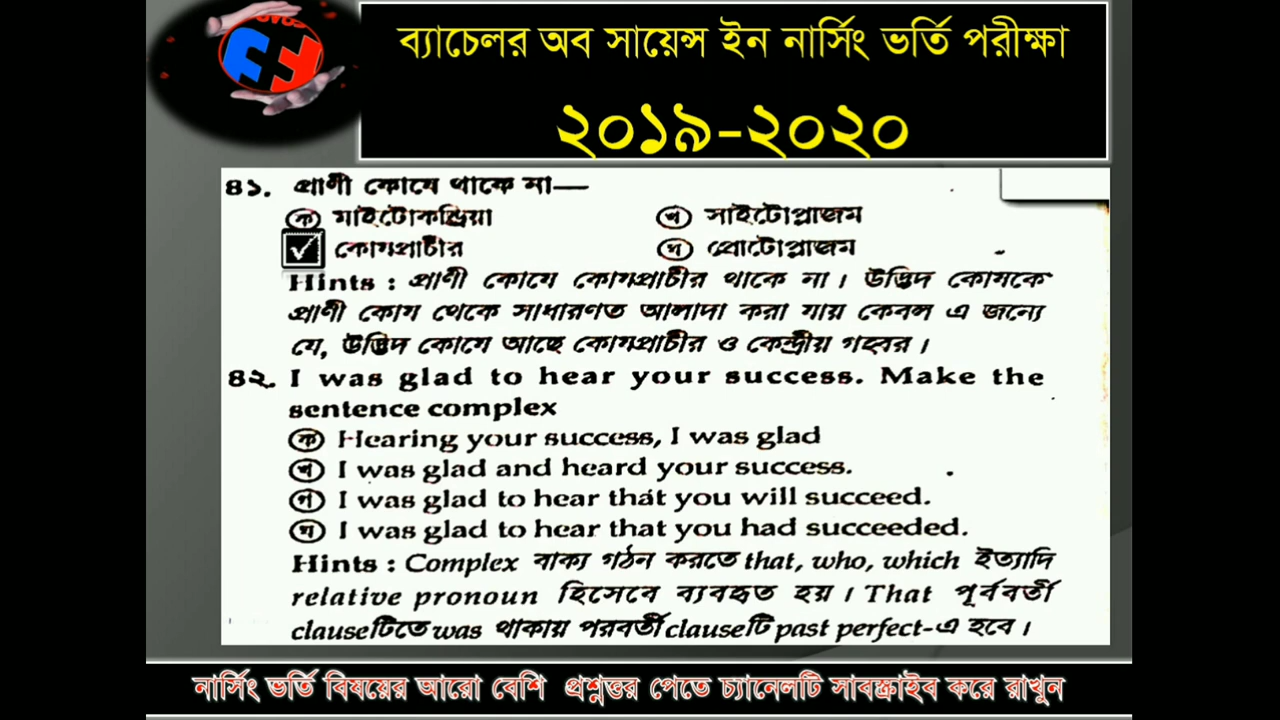 ব্যাচেলর অব সায়েন্স ইন নার্সিং ভর্তি পরীক্ষা
২০১৯-২০২০
৪১. প্রাণী কোষে থাকে না—
ক মাইটোকন্ড্রিয়া খ সাইটোপ্লাজম
কোষপ্রাচীর ঘ প্রোটোপ্লাজম
Hints : প্রাণী কোষে কোষপ্রাচীর থাকে না। উদ্ভিদ কোষকে
প্রাণী কোষ থেকে সাধারণত আলাদা করা যায় কেবল এ জন্যে
যে, উদ্ভিদ কোষে আছে কোষপ্রাচীর ও কেন্দ্রীয় গহ্বর।
৪২. I was glad to hear your success. Make the
sentence complex
ক Hearing your success, I was glad
খ I was glad and heard your success.
গ I was glad to hear that you will succeed.
ঘ I was glad to hear that you had succeeded.
Hints : Complex বাক্য গঠন করতে that, who, which ইত্যাদি
relative pronoun হিসেবে ব্যবহৃত হয়। That পূর্ববর্তী
clauseটিতে was থাকায় পরবর্তী clauseটি past perfect-এ হবে।
নার্সিং ভর্তি বিষয়ের আরো বেশি প্রশ্নত্তর পেতে চ্যানেলটি সাবস্ক্রাইব করে রাখুন